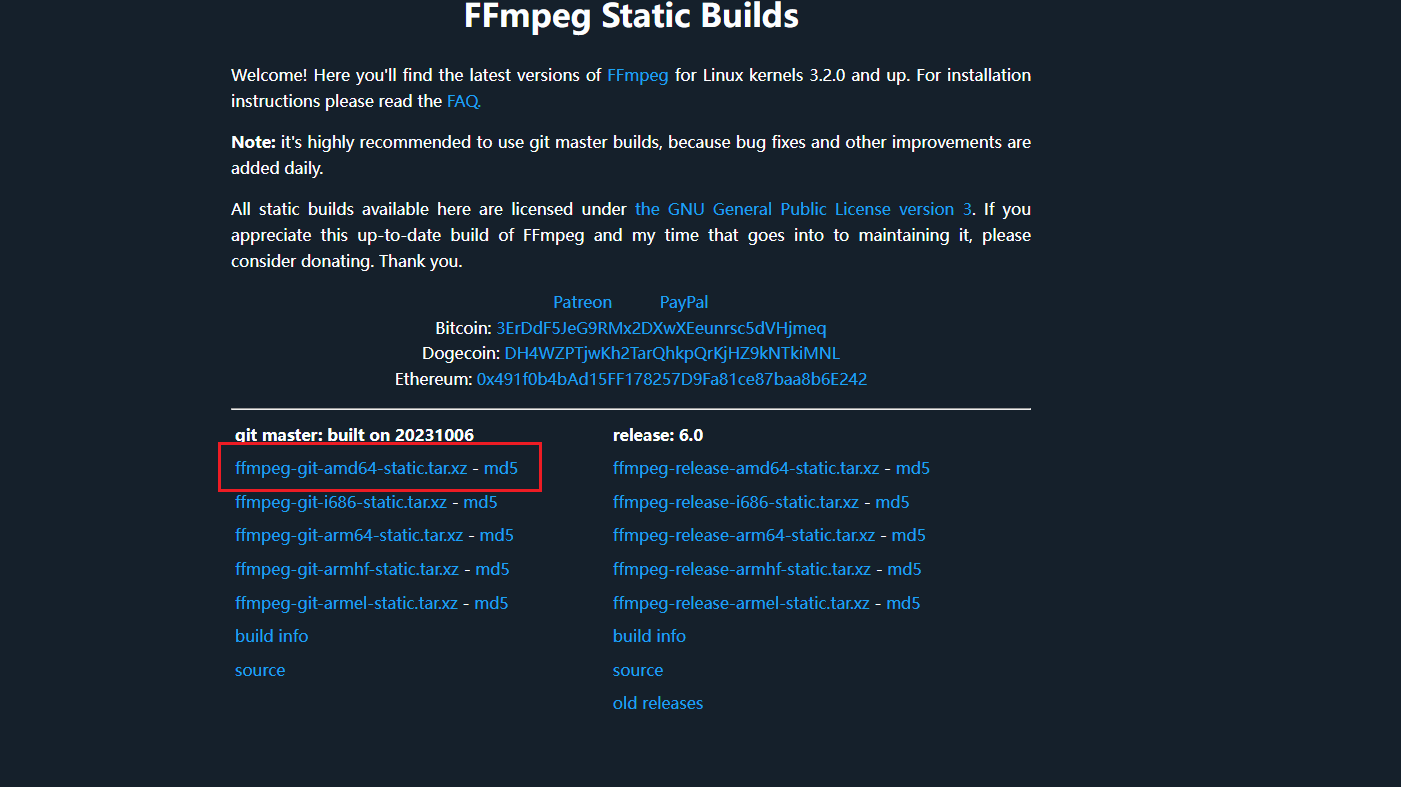 FFmpeg Static Builds
Welcome! Here you'll find the latest versions of FFmpeg for Linux kernels 3.2.0 and up. For installation
instructions please read the FAQ.
Note: it's highly recommended to use git master builds, because bug fixes and other improvements are
added daily.
All static builds available here are licensed under the GNU General Public License version 3. If you
appreciate this up-to-date build of FFmpeg and my time that goes into to maintaining it, please
consider donating. Thank you.
Patreon PayPal
Bitcoin: 3ErDdF5JeG9RMx2DXwXEeunrsc5dVHjmeq
Dogecoin: DH4WZPTjwKh2TarQhkpQrKjHZ9kNTkiMNL
Ethereum: 0x491f0b4bAd15FF178257D9Fa81ce87baa8b6E242
git master: built on 20231006 release: 6.0
ffmpeg-git-amd64-static.tar.xz - md5 ffmpeg-release-amd64-static.tar.xz - md5
ffmpeg-git-i686-static.tar.xz - md5 ffmpeg-release-i686-static.tar.xz - md5
ffmpeg-git-arm64-static.tar.xz - md5 ffmpeg-release-arm64-static.tar.xz - md5
ffmpeg-git-armhf-static.tar.xz - md5 ffmpeg-release-armhf-static.tar.xz - md5
ffmpeg-git-armel-static.tar.xz - md5 ffmpeg-release-armel-static.tar.xz - md5
build info build info
source source
old releases